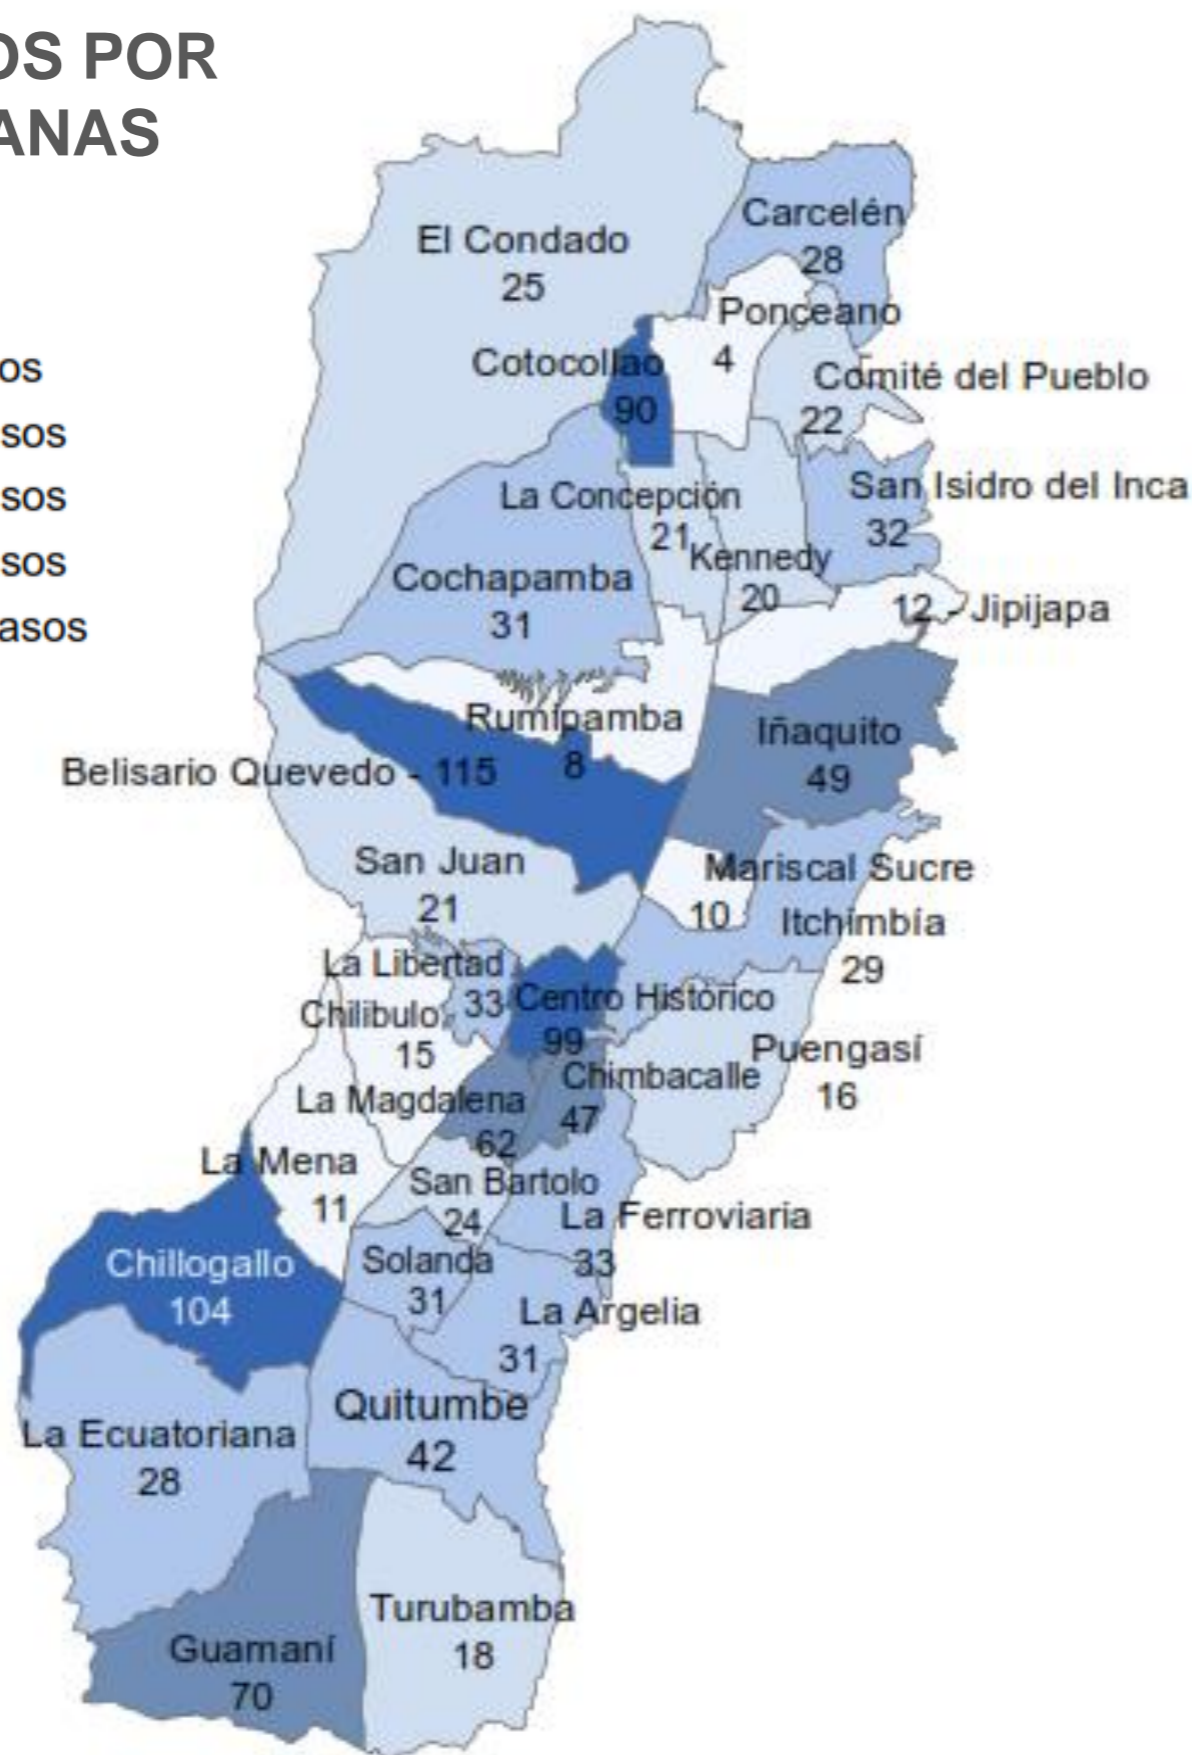 OS POR
ANAS
os
sos
sos
sos
asos
El Condado
25
Carcelén
28
Ponceano
4
Cotocollao
90
Comité del Pueblo
22
La Concepción
21
San Isidro del Inca
32
Kennedy
20
Cochapamba
31
12 - Jipijapa
Rumipamba
8
Iñaquito
49
Belisario Quevedo - 115
San Juan
21
Mariscal Sucre
10
Itchimbía
29
La Libertad
33
Centro Histórico
99
Chilibulo
15
Puengasí
16
Chimbacalle
47
La Magdalena
62
La Mena
11
San Bartolo
24
La Ferroviaria
33
Chillogallo
104
Solanda
31
La Argelia
31
Quitumbe
42
La Ecuatoriana
28
Turubamba
18
Guamaní
70